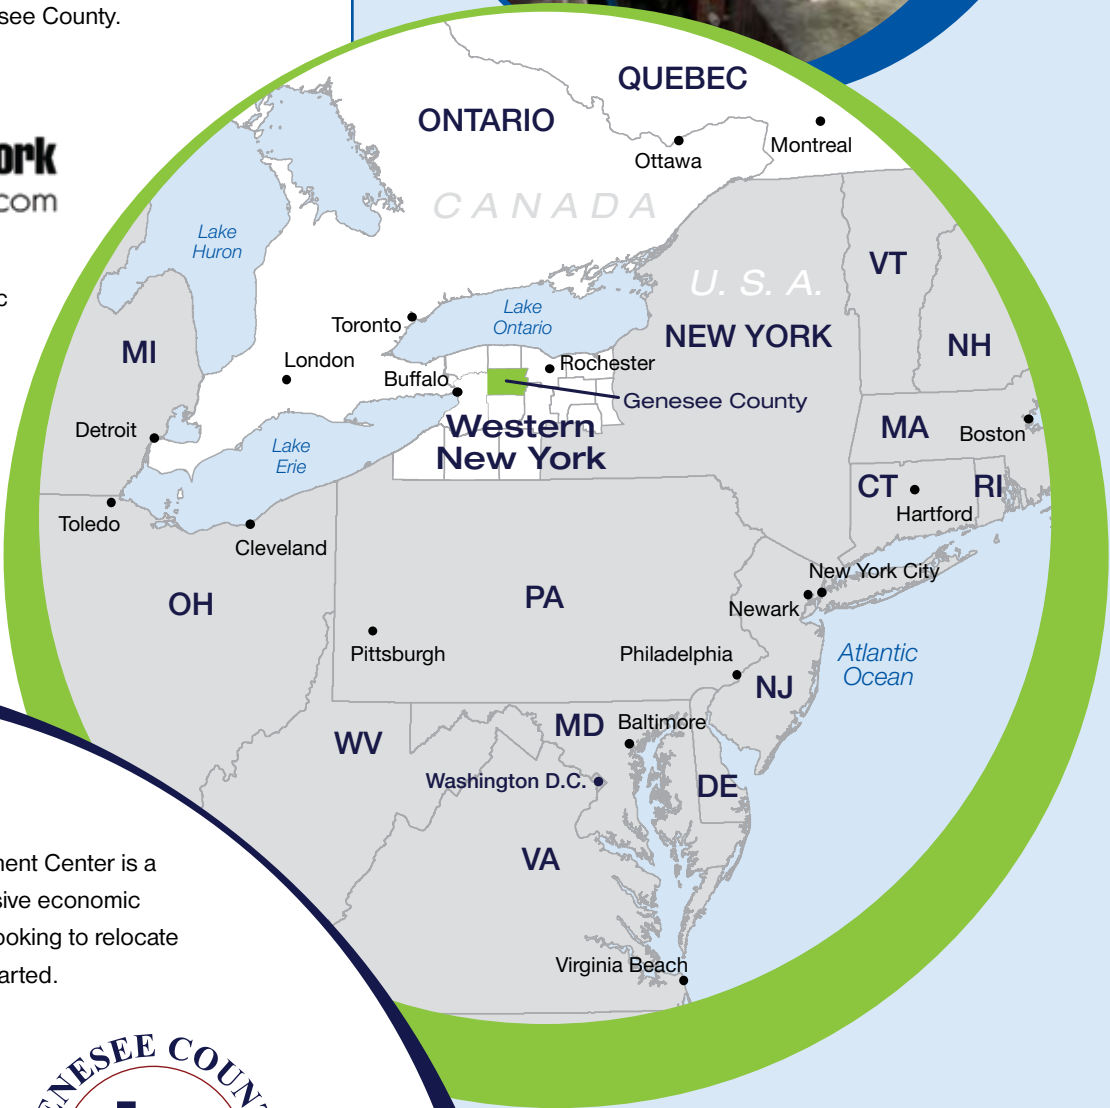 see County.
ork
com
c
QUEBEC
ONTARIO
Montreal
Ottawa
CANADA
Lake
Huron
VT
U. S. A.
Lake
Ontario
Toronto
NEW YORK
NH
MI
London
Rochester
Buffalo
Genesee County
Western
New York
MA
Boston
Detroit
Lake
Erie
CT
RI
Hartford
Toledo
Cleveland
New York City
Newark
OH
PA
Pittsburgh
Philadelphia
Atlantic
Ocean
NJ
MD
Baltimore
WV
Washington D.C.
DE
VA
Virginia Beach
ment Center is a
sive economic
ooking to relocate
arted.
ENESEE COUN